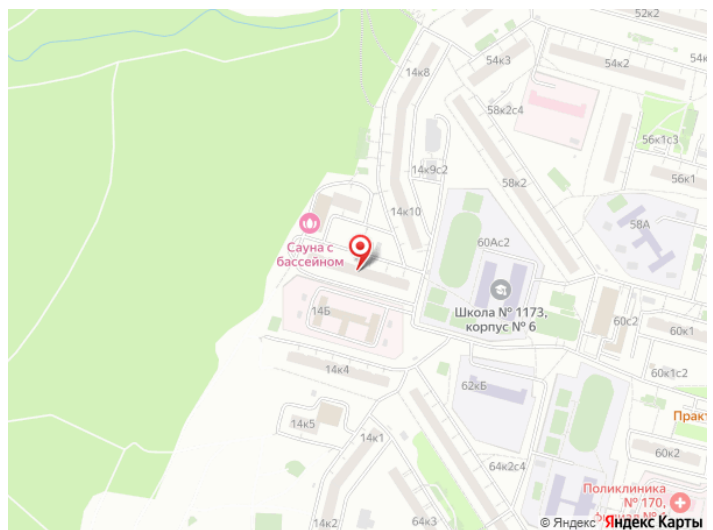 52к2
54к3
54к2
54к
14к8
58к2с4
56к1с3
14к9с2
56к1
58к2
14к10
58А
60Ас2
Сауна с
бассейном
Школа № 1173,
корпус № 6
14Б
60с2
60к1
14к4
60к1с2
62кБ
Практ
14к5
14к1
60к2
64к2с4
Поликлиника
№ 170,
14к2
64к3
© Яндекс Яндекс Карты